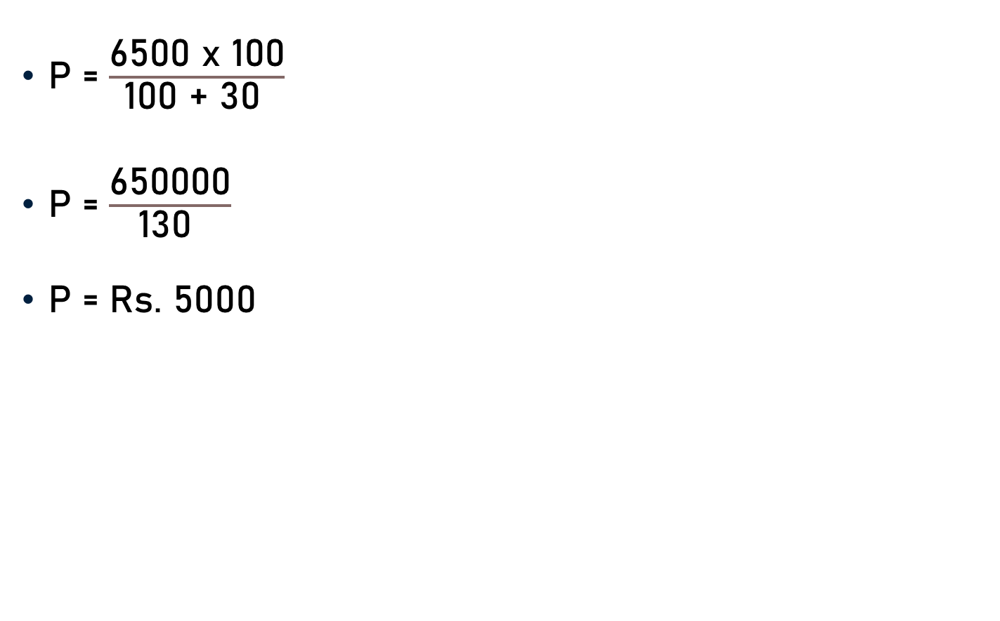 • P = 6500 x 100
100 + 30
• P = 650000
130
• P = Rs. 5000